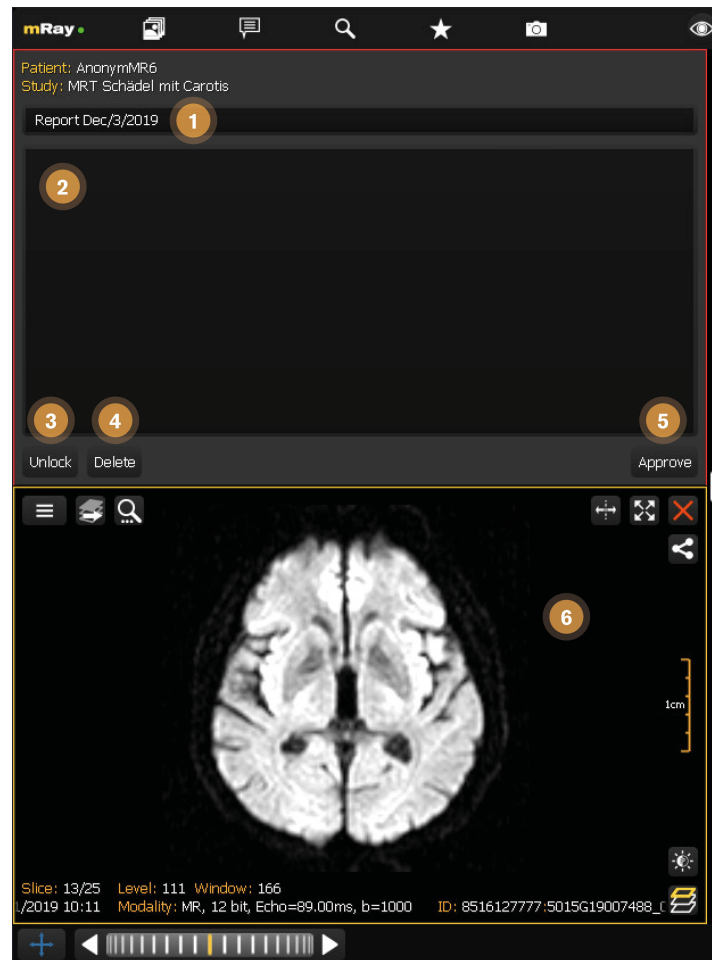 mRay
Patient: AnonymMR6
Study: MRT Schädel mit Carotis
Report Dec/3/2019 1
2
3 4 5
Unlock Delete Approve
6
1cm
Slice: 13/25 Level: 111 Window: 166
/2019 10:11 Modality: MR, 12 bit, Echo=89.00ms, b=1000 ID: 8516127777:5015G19007488_